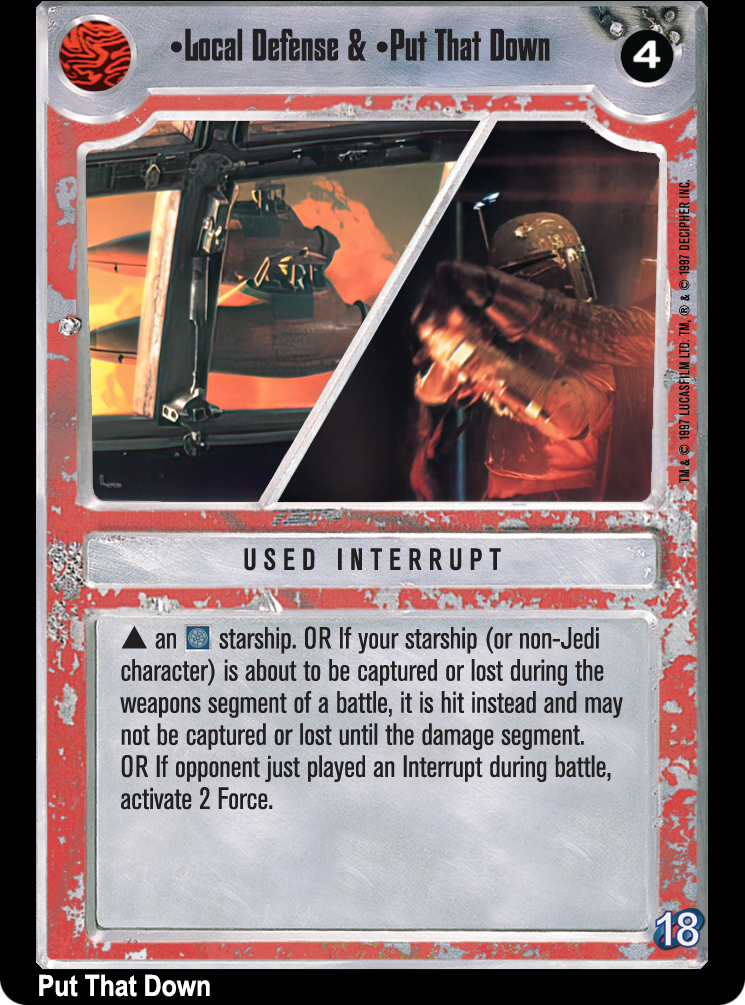 •Local Defense & •Put That Down
4
TM & © 1997 LUCASFILM LTD. TM, ® & © 1997 DECIPHER INC.
USED INTERRUPT
▲ an starship. OR If your starship (or non-Jedi
character) is about to be captured or lost during the
weapons segment of a battle, it is hit instead and may
not be captured or lost until the damage segment.
OR If opponent just played an Interrupt during battle,
activate 2 Force.
18
Put That Down